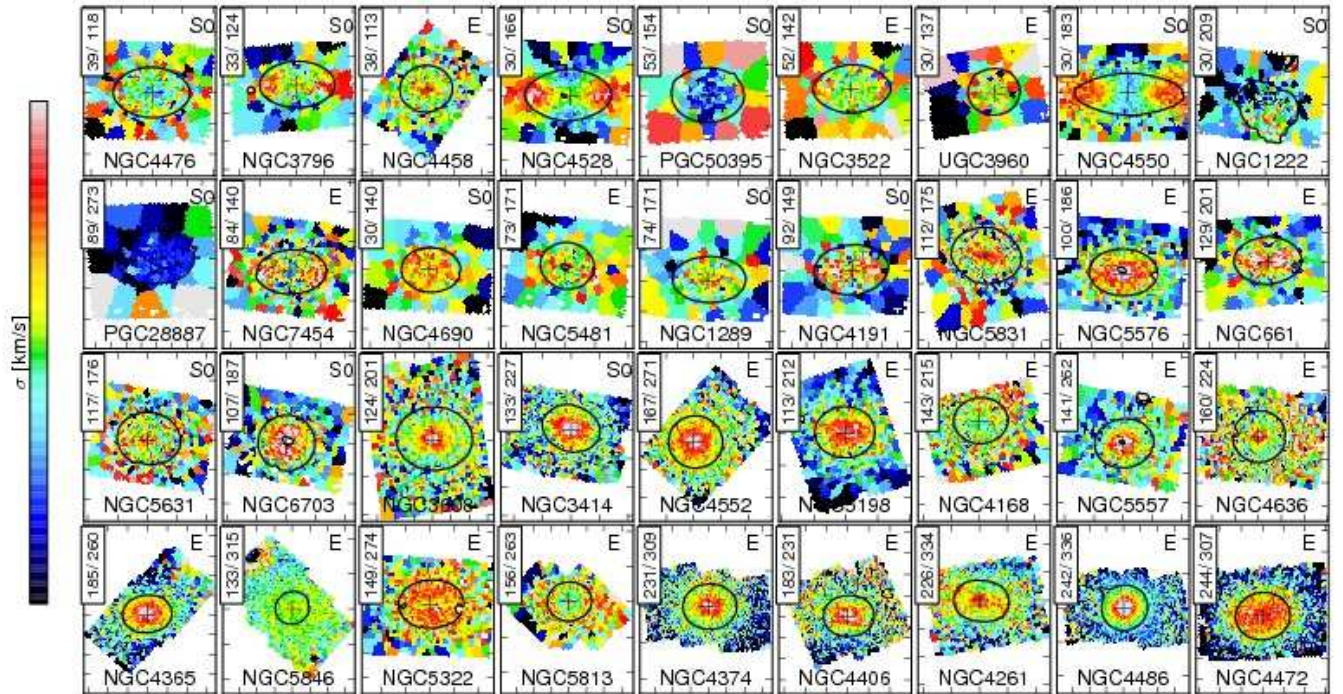 σ [km/s]
39/ 118 S0 NGC4476
33/ 124 S0 NGC3796
38/ 113 E NGC4458
30/ 166 S0 NGC4528
53/ 154 S0 PGC50395
52/ 142 E NGC3522
30/ 137 E UGC3960
30/ 183 S0 NGC4550
30/ 209 S0 NGC1222
89/ 273 S0 PGC28887
84/ 140 E NGC7454
30/ 140 S0 NGC4690
73/ 171 E NGC5481
74/ 171 S0 NGC1289
92/ 149 S0 NGC4191
112/ 175 E NGC5831
100/ 186 E NGC5576
129/ 201 E NGC661
117/ 176 S0 NGC5631
107/ 187 S0 NGC6703
124/ 201 E NGC3608
133/ 227 S0 NGC3414
167/ 271 E NGC4552
113/ 212 E NGC5198
143/ 215 E NGC4168
141/ 262 E NGC5557
160/ 224 E NGC4636
185/ 260 E NGC4365
133/ 315 E NGC5846
149/ 274 E NGC5322
156/ 263 E NGC5813
231/ 309 E NGC4374
183/ 231 E NGC4406
226/ 334 E NGC4261
242/ 336 E NGC4486
244/ 307 E NGC4472